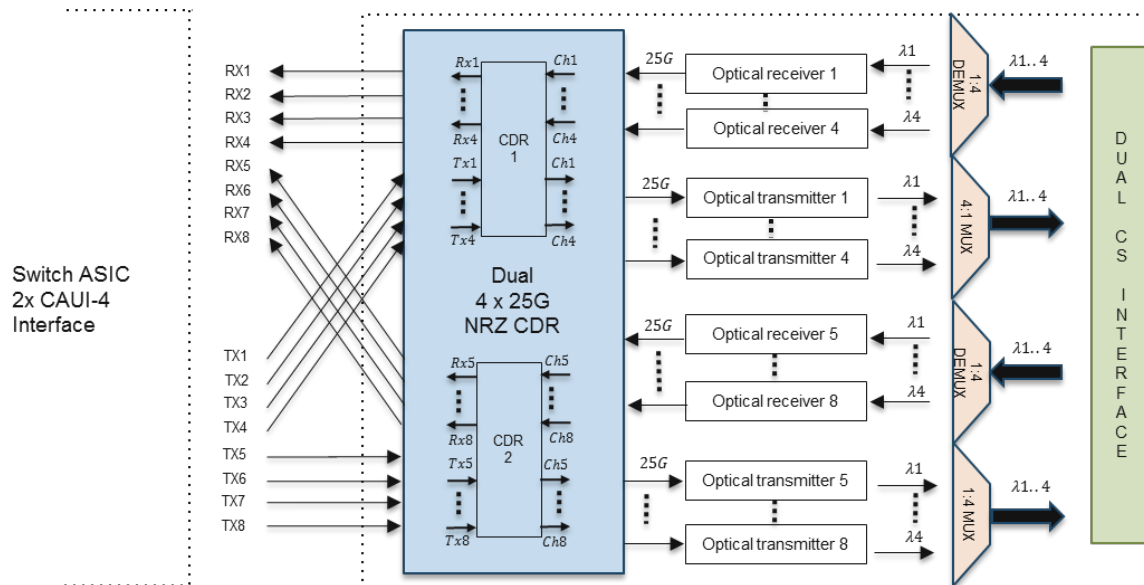 Switch ASIC
2x CAUI-4
Interface
RX1
RX2
RX3
RX4
RX5
RX6
RX7
RX8
TX1
TX2
TX3
TX4
TX5
TX6
TX7
TX8
Rx1
Ch1
Rx4
Ch4
CDR
1
Tx1
Ch1
Tx4
Ch4
Dual
4 x 25G
NRZ CDR
Rx5
Ch5
Rx8
Ch8
CDR
2
Tx5
Ch5
Tx8
Ch8
25G
Optical receiver 1
λ1
Optical receiver 4
λ4
1:4
DEMUX
λ1..4
25G
Optical transmitter 1
λ1
Optical transmitter 4
λ4
4:1 MUX
λ1..4
25G
Optical receiver 5
λ1
Optical receiver 8
λ4
1:4
DEMUX
λ1..4
25G
Optical transmitter 5
λ1
Optical transmitter 8
λ4
1:4 MUX
λ1..4
DUAL CS INTERFACE